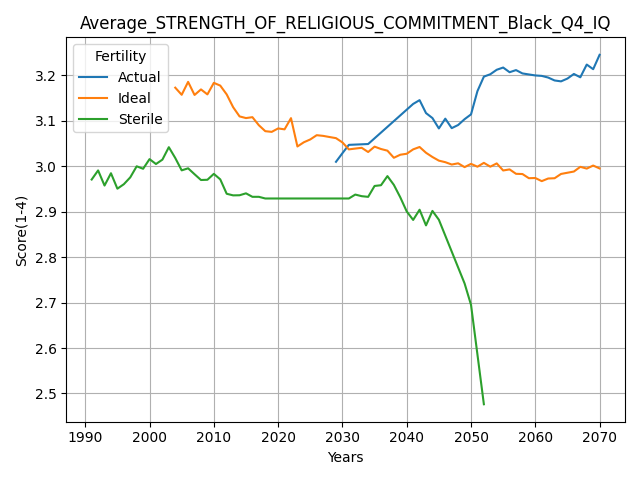 Average_STRENGTH_OF_RELIGIOUS_COMMITMENT_Black_Q4_IQ
Fertility
Actual
Ideal
Sterile
Score(1-4)
3.2
3.1
3.0
2.9
2.8
2.7
2.6
2.5
1990 2000 2010 2020 2030 2040 2050 2060 2070
Years